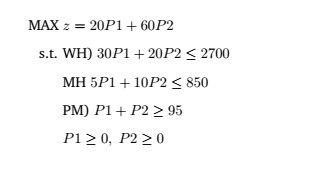 MAX z = 20P1 + 60P2
s.t. WH) 30P1 + 20P2 ≤ 2700
MH 5P1 + 10P2 ≤ 850
PM) P1 + P2 ≥ 95
P1 ≥ 0, P2 ≥ 0